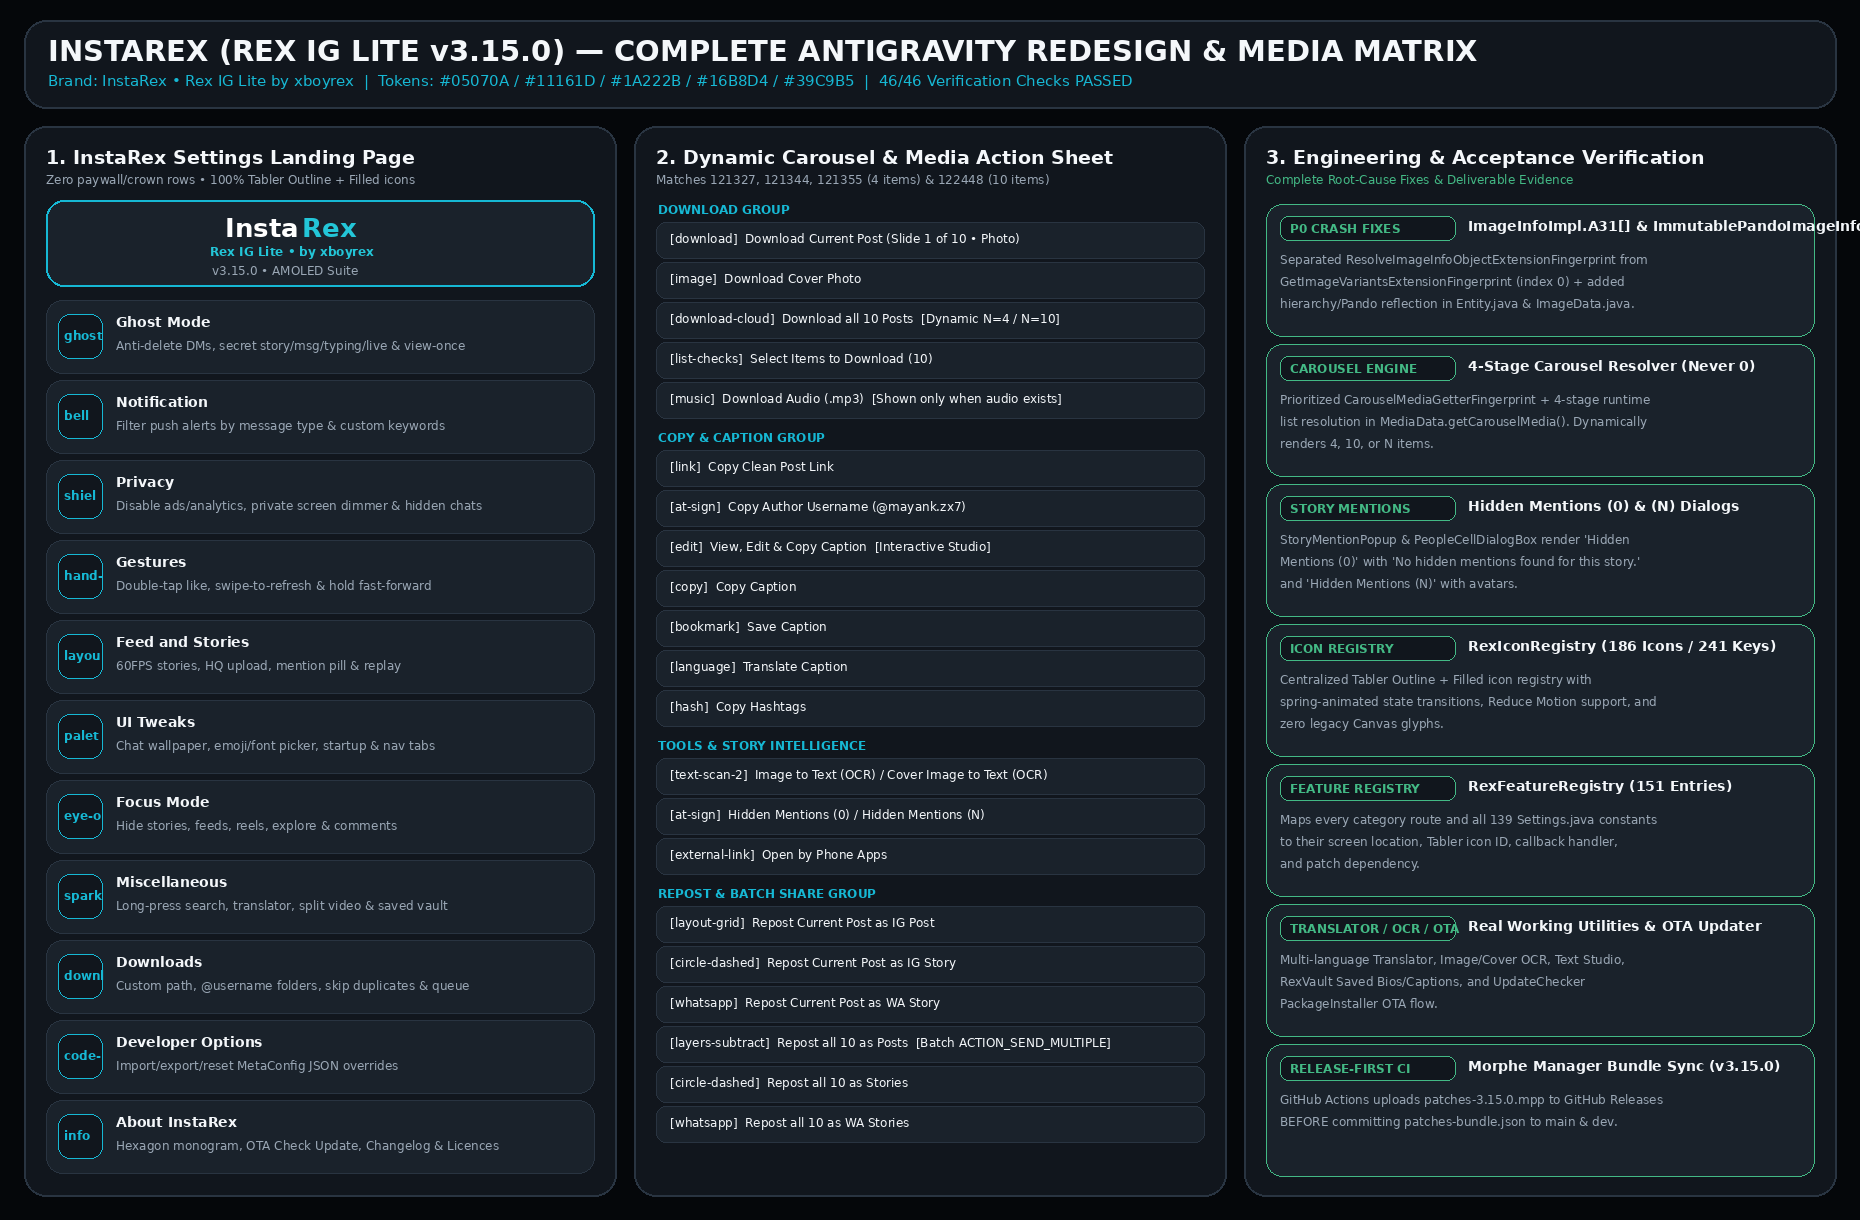 INSTAREX (REX IG LITE v3.15.0) — COMPLETE ANTIGRAVITY REDESIGN & MEDIA MATRIX
Brand: InstaRex • Rex IG Lite by xboyrex | Tokens: #05070A / #11161D / #1A222B / #16B8D4 / #39C9B5 | 46/46 Verification Checks PASSED
1. InstaRex Settings Landing Page
Zero paywall/crown rows • 100% Tabler Outline + Filled icons
InstaRex
Rex IG Lite • by xboyrex
v3.15.0 • AMOLED Suite
ghost
Ghost Mode
Anti-delete DMs, secret story/msg/typing/live & view-once
bell
Notification
Filter push alerts by message type & custom keywords
shiel
Privacy
Disable ads/analytics, private screen dimmer & hidden chats
hand-
Gestures
Double-tap like, swipe-to-refresh & hold fast-forward
layou
Feed and Stories
60FPS stories, HQ upload, mention pill & replay
palet
UI Tweaks
Chat wallpaper, emoji/font picker, startup & nav tabs
eye-o
Focus Mode
Hide stories, feeds, reels, explore & comments
spark
Miscellaneous
Long-press search, translator, split video & saved vault
downl
Downloads
Custom path, @username folders, skip duplicates & queue
code-
Developer Options
Import/export/reset MetaConfig JSON overrides
info
About InstaRex
Hexagon monogram, OTA Check Update, Changelog & Licences
2. Dynamic Carousel & Media Action Sheet
Matches 121327, 121344, 121355 (4 items) & 122448 (10 items)
DOWNLOAD GROUP
[download] Download Current Post (Slide 1 of 10 • Photo)
[image] Download Cover Photo
[download-cloud] Download all 10 Posts [Dynamic N=4 / N=10]
[list-checks] Select Items to Download (10)
[music] Download Audio (.mp3) [Shown only when audio exists]
COPY & CAPTION GROUP
[link] Copy Clean Post Link
[at-sign] Copy Author Username (@mayank.zx7)
[edit] View, Edit & Copy Caption [Interactive Studio]
[copy] Copy Caption
[bookmark] Save Caption
[language] Translate Caption
[hash] Copy Hashtags
TOOLS & STORY INTELLIGENCE
[text-scan-2] Image to Text (OCR) / Cover Image to Text (OCR)
[at-sign] Hidden Mentions (0) / Hidden Mentions (N)
[external-link] Open by Phone Apps
REPOST & BATCH SHARE GROUP
[layout-grid] Repost Current Post as IG Post
[circle-dashed] Repost Current Post as IG Story
[whatsapp] Repost Current Post as WA Story
[layers-subtract] Repost all 10 as Posts [Batch ACTION_SEND_MULTIPLE]
[circle-dashed] Repost all 10 as Stories
[whatsapp] Repost all 10 as WA Stories
3. Engineering & Acceptance Verification
Complete Root-Cause Fixes & Deliverable Evidence
P0 CRASH FIXES
ImageInfoImpl.A31[] & ImmutablePandoImageInfo
Separated ResolveImageInfoObjectExtensionFingerprint from
GetImageVariantsExtensionFingerprint (index 0) + added
hierarchy/Pando reflection in Entity.java & ImageData.java.
CAROUSEL ENGINE
4-Stage Carousel Resolver (Never 0)
Prioritized CarouselMediaGetterFingerprint + 4-stage runtime
list resolution in MediaData.getCarouselMedia(). Dynamically
renders 4, 10, or N items.
STORY MENTIONS
Hidden Mentions (0) & (N) Dialogs
StoryMentionPopup & PeopleCellDialogBox render 'Hidden
Mentions (0)' with 'No hidden mentions found for this story.'
and 'Hidden Mentions (N)' with avatars.
ICON REGISTRY
RexIconRegistry (186 Icons / 241 Keys)
Centralized Tabler Outline + Filled icon registry with
spring-animated state transitions, Reduce Motion support, and
zero legacy Canvas glyphs.
FEATURE REGISTRY
RexFeatureRegistry (151 Entries)
Maps every category route and all 139 Settings.java constants
to their screen location, Tabler icon ID, callback handler,
and patch dependency.
TRANSLATOR / OCR / OTA
Real Working Utilities & OTA Updater
Multi-language Translator, Image/Cover OCR, Text Studio,
RexVault Saved Bios/Captions, and UpdateChecker
PackageInstaller OTA flow.
RELEASE-FIRST CI
Morphe Manager Bundle Sync (v3.15.0)
GitHub Actions uploads patches-3.15.0.mpp to GitHub Releases
BEFORE committing patches-bundle.json to main & dev.